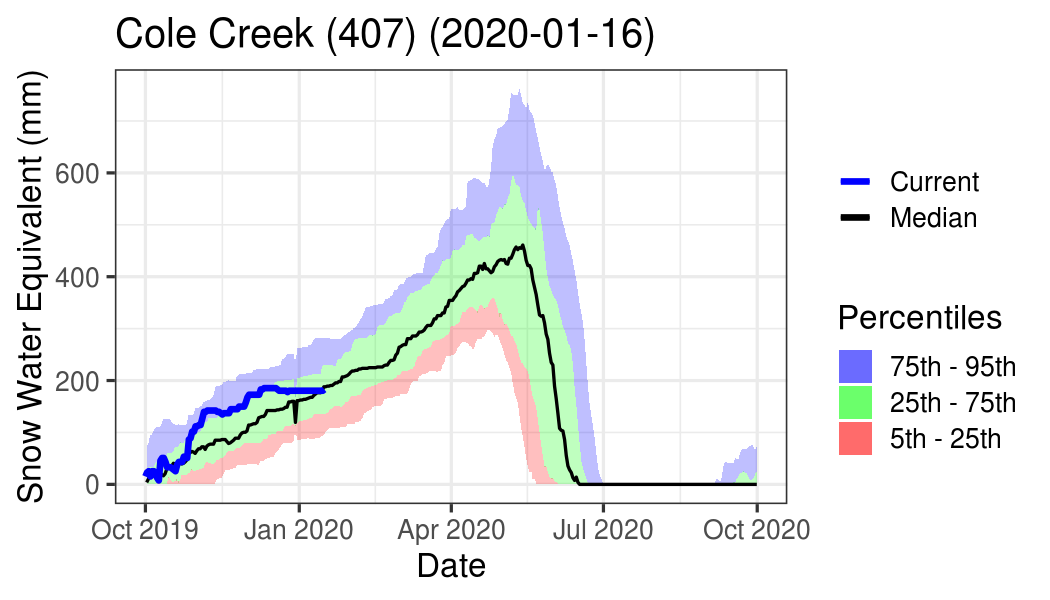 Cole Creek (407) (2020-01-16)
Snow Water Equivalent (mm)
600
400
200
0
Oct 2019
Jan 2020
Apr 2020
Jul 2020
Oct 2020
Date
Current
Median
Percentiles
75th - 95th
25th - 75th
5th - 25th